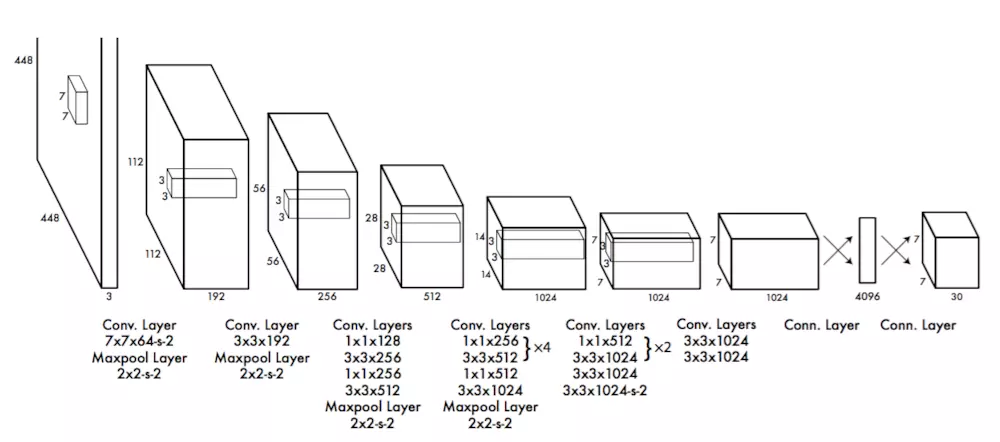 448
448
7
7
3
112
112
3
3
192
56
56
3
3
256
28
28
3
3
512
14
14
3
3
1024
7
7
3
3
1024
7
7
1024
4096
7
7
30
Conv. Layer
7x7x64-s-2
Maxpool Layer
2x2-s-2
Conv. Layer
3x3x192
Maxpool Layer
2x2-s-2
Conv. Layers
1x1x128
3x3x256
1x1x256
3x3x512
Maxpool Layer
2x2-s-2
Conv. Layers
1x1x256
3x3x512 } ×4
1x1x512
3x3x1024
Maxpool Layer
2x2-s-2
Conv. Layers
1x1x512
3x3x1024 } ×2
3x3x1024
3x3x1024-s-2
Conv. Layers
3x3x1024
3x3x1024
Conn. Layer
Conn. Layer